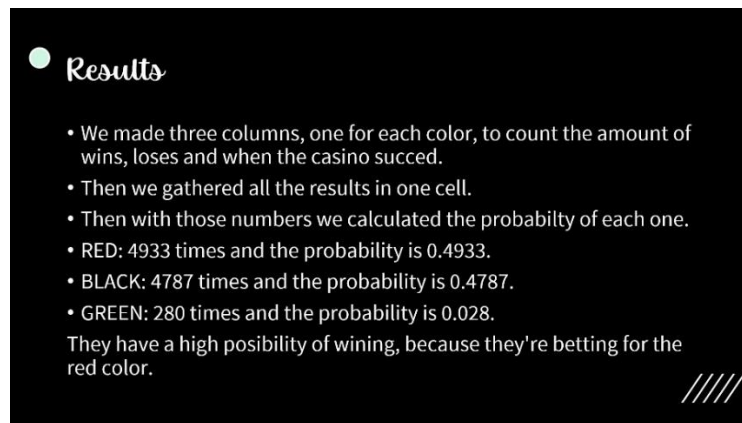 Results
• We made three columns, one for each color, to count the amount of
wins, loses and when the casino succed.
• Then we gathered all the results in one cell.
• Then with those numbers we calculated the probabilty of each one.
• RED: 4933 times and the probability is 0.4933.
• BLACK: 4787 times and the probability is 0.4787.
• GREEN: 280 times and the probability is 0.028.
They have a high posibility of wining, because they're betting for the
red color.